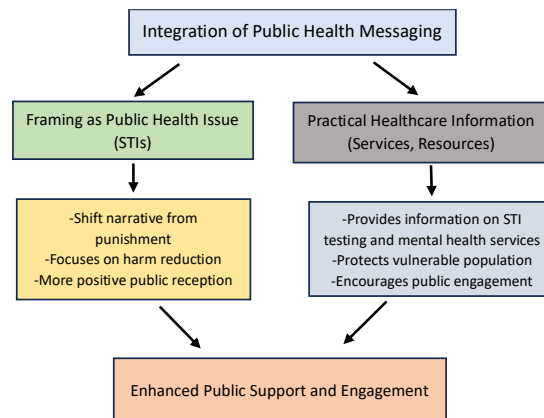 Integration of Public Health Messaging
Framing as Public Health Issue
(STIs)
Practical Healthcare Information
(Services, Resources)
-Shift narrative from
punishment
-Focuses on harm reduction
-More positive public reception
-Provides information on STI
testing and mental health services
-Protects vulnerable population
-Encourages public engagement
Enhanced Public Support and Engagement